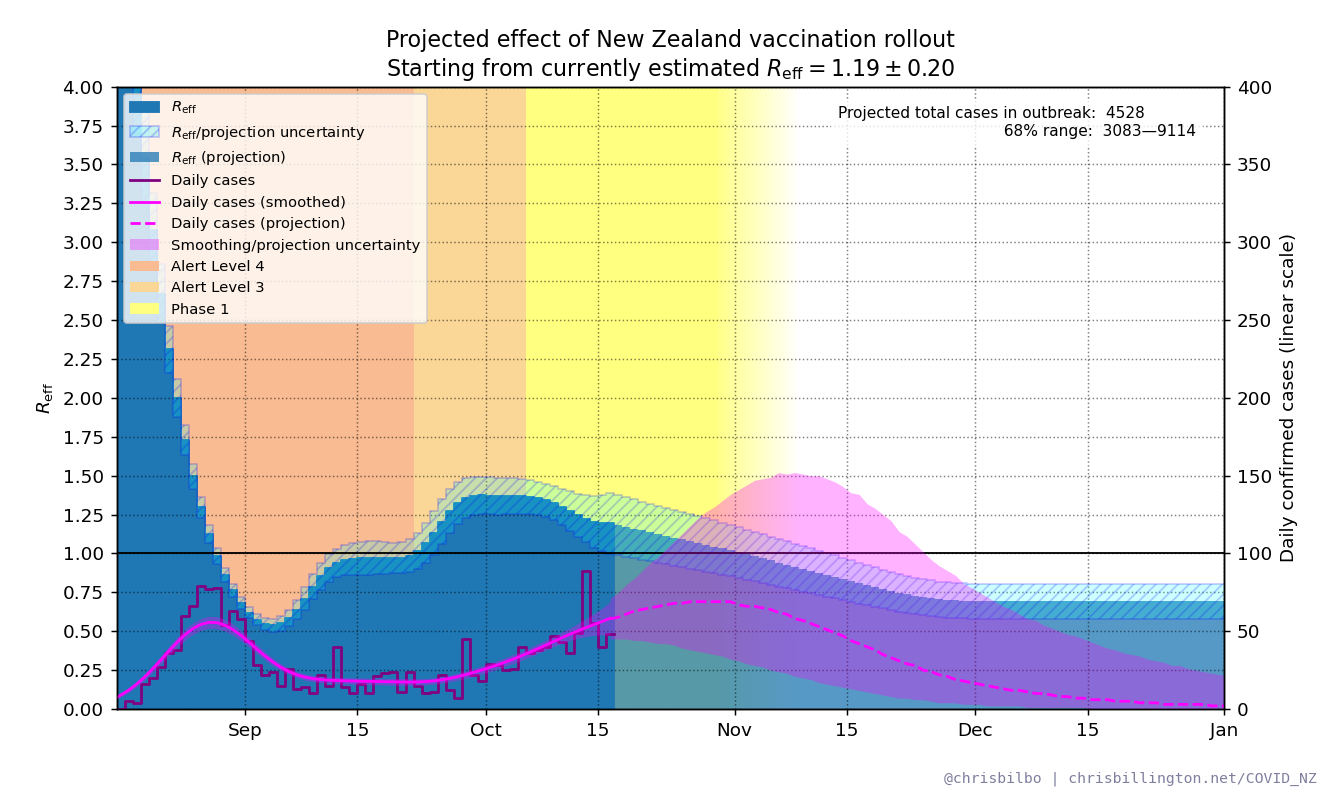 Projected effect of New Zealand vaccination rollout
Starting from currently estimated R_eff = 1.19 ± 0.20
Projected total cases in outbreak: 4528
68% range: 3083—9114
R_eff
R_eff/projection uncertainty
R_eff (projection)
Daily cases
Daily cases (smoothed)
Daily cases (projection)
Smoothing/projection uncertainty
Alert Level 4
Alert Level 3
Phase 1
4.00
3.75
3.50
3.25
3.00
2.75
2.50
2.25
2.00
1.75
1.50
1.25
1.00
0.75
0.50
0.25
0.00
R_eff
400
350
300
250
200
150
100
50
0
Daily confirmed cases (linear scale)
Sep 15 Oct 15 Nov 15 Dec 15 Jan
@chrisbilbo | chrisbillington.net/COVID_NZ